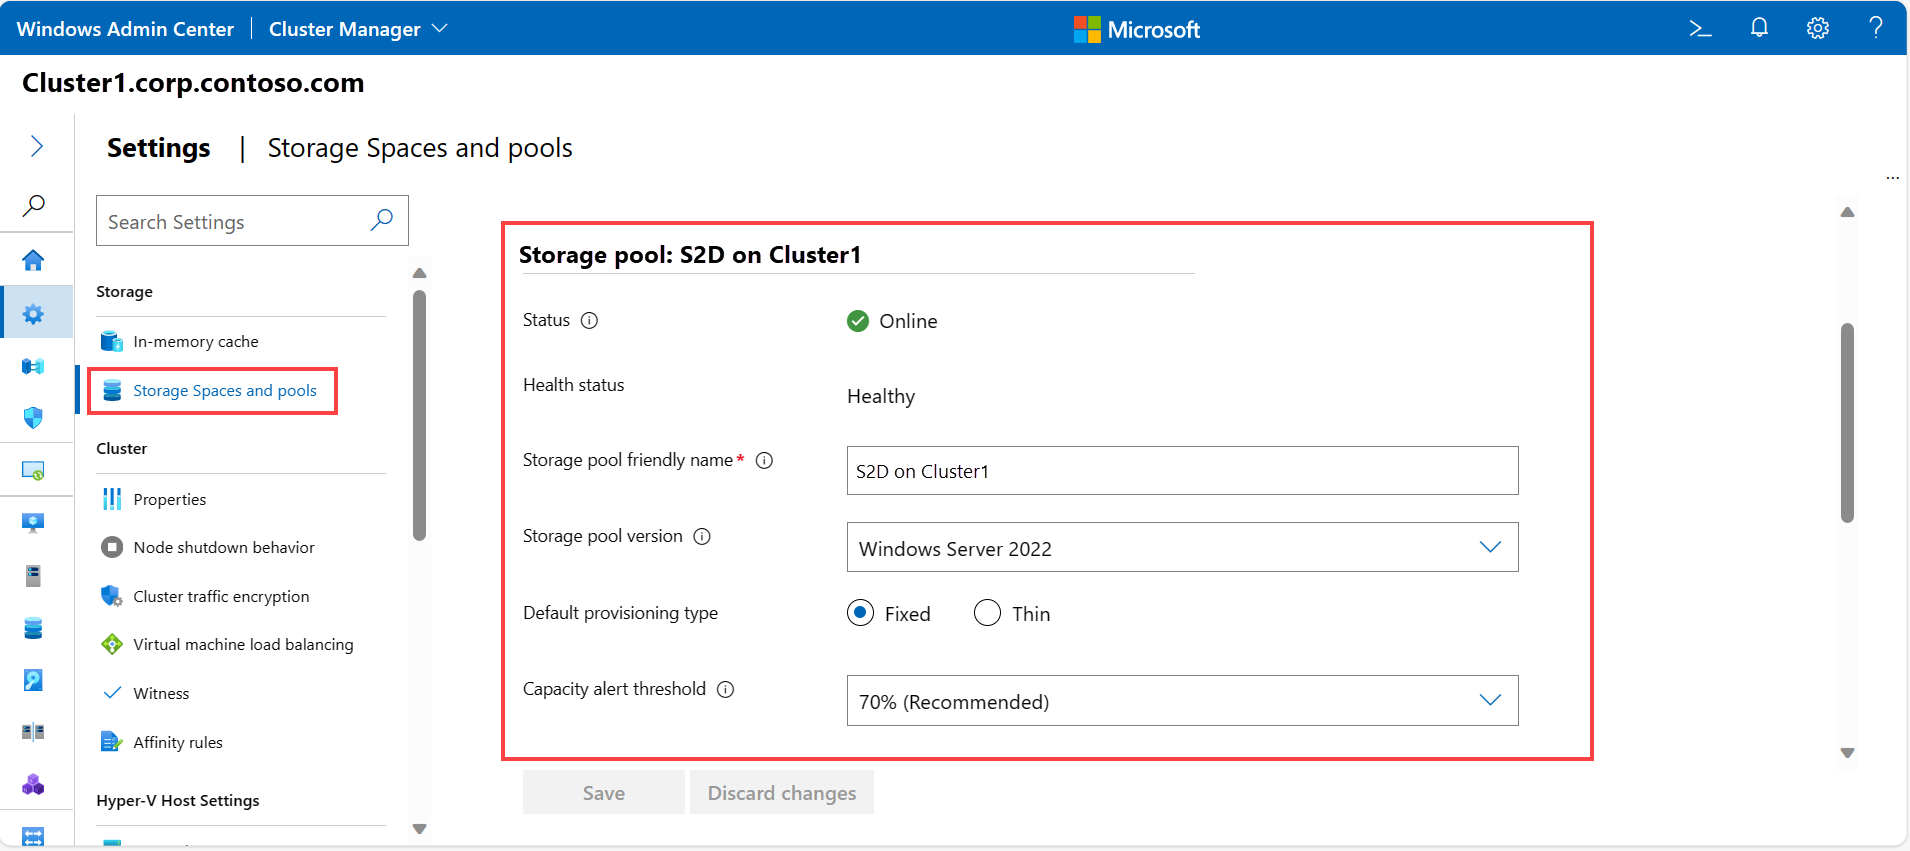 Windows Admin Center | Cluster Manager
Microsoft
>_
?
Cluster1.corp.contoso.com
Settings | Storage Spaces and pools
...
Search Settings
Storage
In-memory cache
Storage Spaces and pools
Cluster
Properties
Node shutdown behavior
Cluster traffic encryption
Virtual machine load balancing
Witness
Affinity rules
Hyper-V Host Settings
Storage pool: S2D on Cluster1
Status
Online
Health status
Healthy
Storage pool friendly name*
S2D on Cluster1
Storage pool version
Windows Server 2022
Default provisioning type
Fixed
Thin
Capacity alert threshold
70% (Recommended)
Save
Discard changes